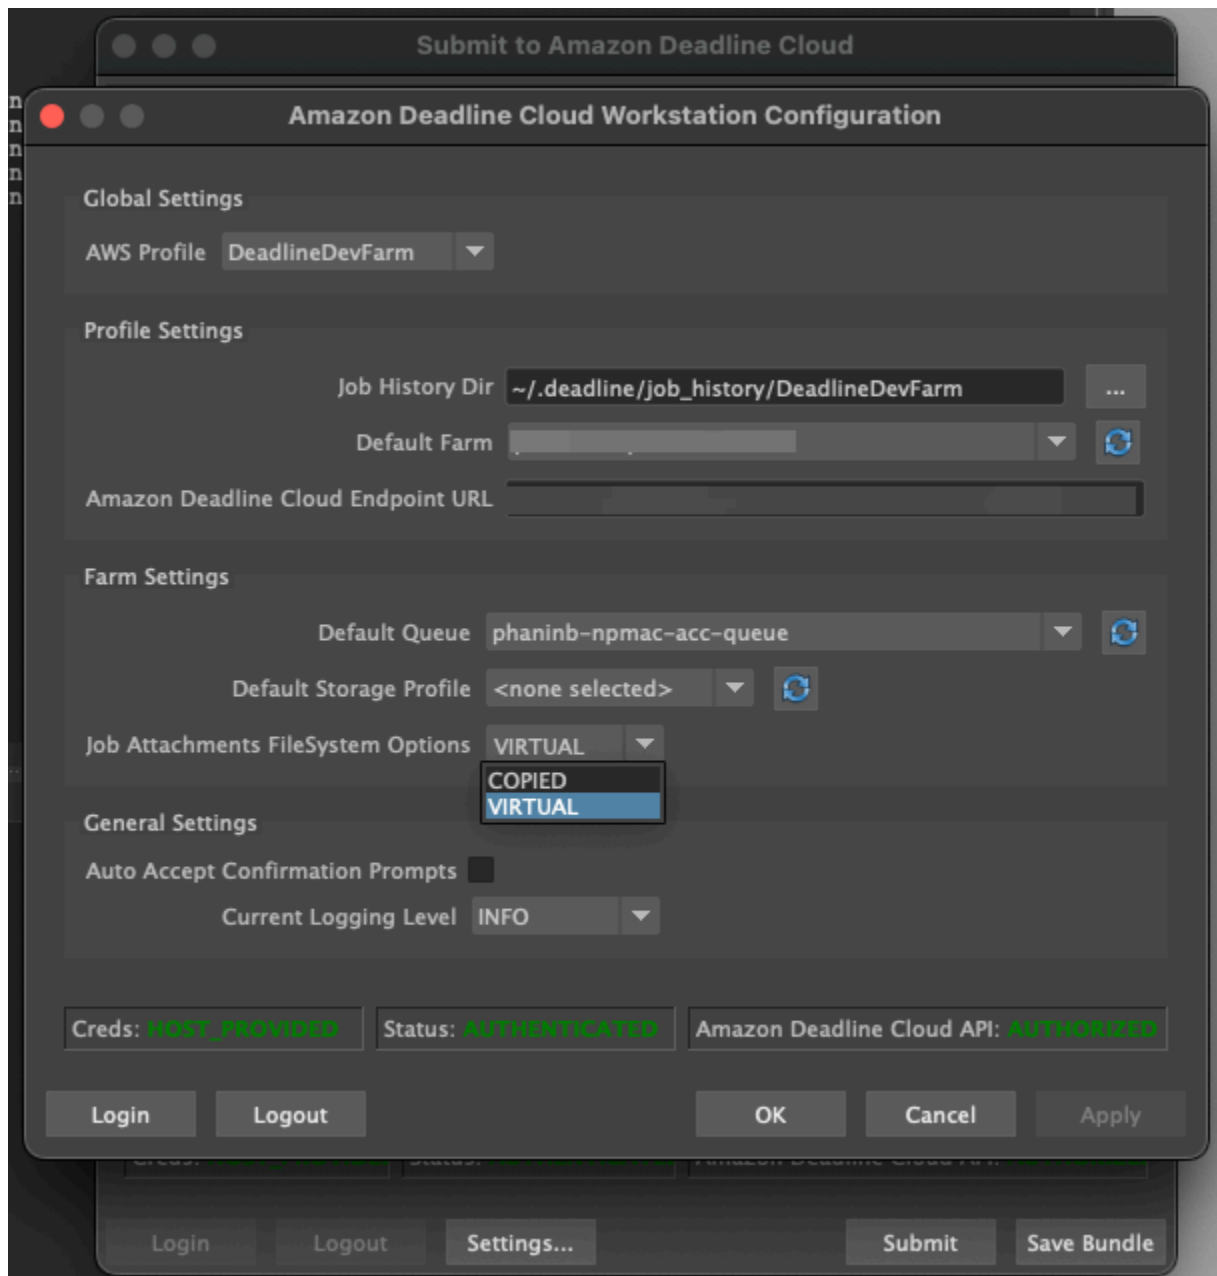 Submit to Amazon Deadline Cloud
Amazon Deadline Cloud Workstation Configuration
n
n
n
n
n
Global Settings
AWS Profile DeadlineDevFarm
Profile Settings
Job History Dir ~/.deadline/job_history/DeadlineDevFarm ...
Default Farm
Amazon Deadline Cloud Endpoint URL
Farm Settings
Default Queue phaninb-npmac-acc-queue
Default Storage Profile <none selected>
Job Attachments FileSystem Options VIRTUAL
COPIED
VIRTUAL
General Settings
Auto Accept Confirmation Prompts
Current Logging Level INFO
Creds: HOST_PROVIDED Status: AUTHENTICATED Amazon Deadline Cloud API: AUTHORIZED
Login Logout OK Cancel Apply
Login Logout Settings... Submit Save Bundle